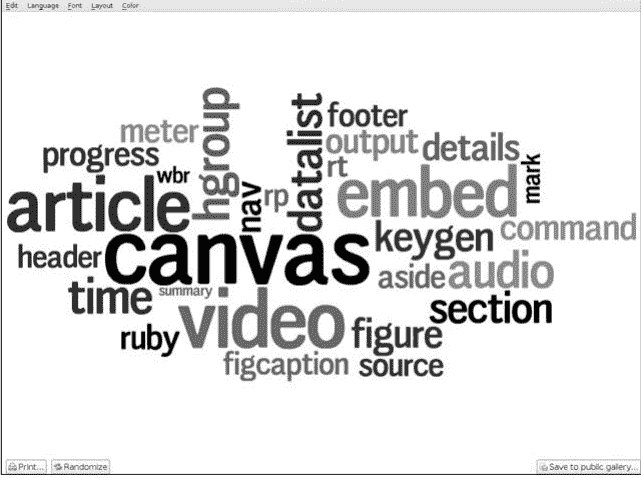 Edit Language Font Layout Color
hgroup
datalist
footer
meter
output
details
progress
wbr
rt
mark
article
nav
rp
embed
canvas
keygen
command
header
aside
audio
time
summary
video
section
ruby
figure
figcaption
source
Print... Randomize Save to public gallery...